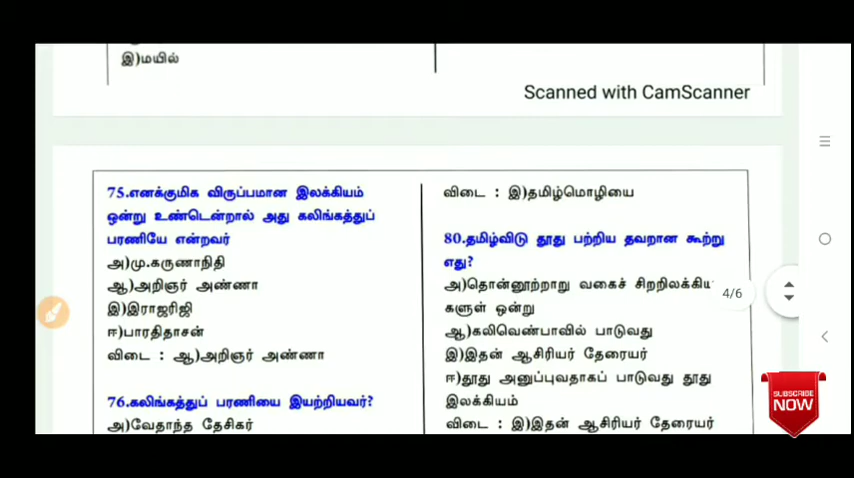 இ)மயில்
Scanned with CamScanner
75.எனக்குமிக விருப்பமான இலக்கியம்
ஒன்று உண்டென்றால் அது கலிங்கத்துப்
பரணியே என்றவர்
அ)மு.கருணாநிதி
ஆ)அறிஞர் அண்ணா
இ)இராஜரிஜி
ஈ)பாரதிதாசன்
விடை : ஆ)அறிஞர் அண்ணா
76.கலிங்கத்துப் பரணியை இயற்றியவர்?
அ)வேதாந்த தேசிகர்
விடை : இ)தமிழ்மொழியை
80.தமிழ்விடு தூது பற்றிய தவறான கூற்று
எது?
அ)தொன்னூற்றாறு வகைச் சிறறிலக்கிய
களுள் ஒன்று
ஆ)கலிவெண்பாவில் பாடுவது
இ)இதன் ஆசிரியர் தேரையர்
ஈ)தூது அனுப்புவதாகப் பாடுவது தூது
இலக்கியம்
விடை : இ)இதன் ஆசிரியர் தேரையர்
4/6
SUBSCRIBE
NOW